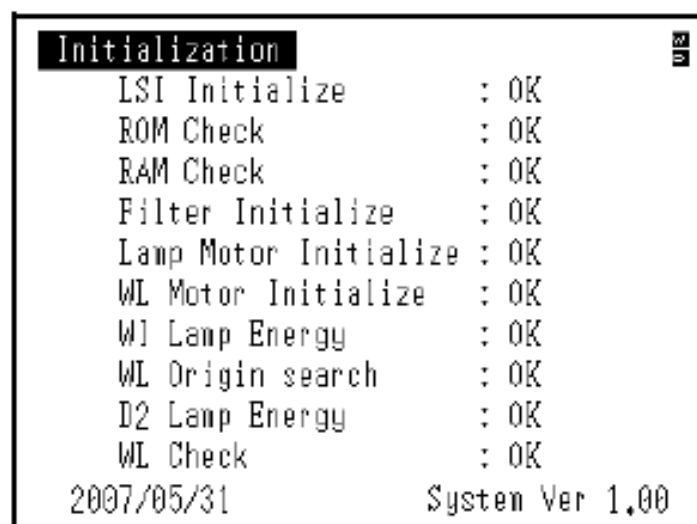 Initialization
LSI Initialize : OK
ROM Check : OK
RAM Check : OK
Filter Initialize : OK
Lamp Motor Initialize : OK
WL Motor Initialize : OK
WI Lamp Energy : OK
WL Origin search : OK
D2 Lamp Energy : OK
WL Check : OK
2007/05/31 System Ver 1.00